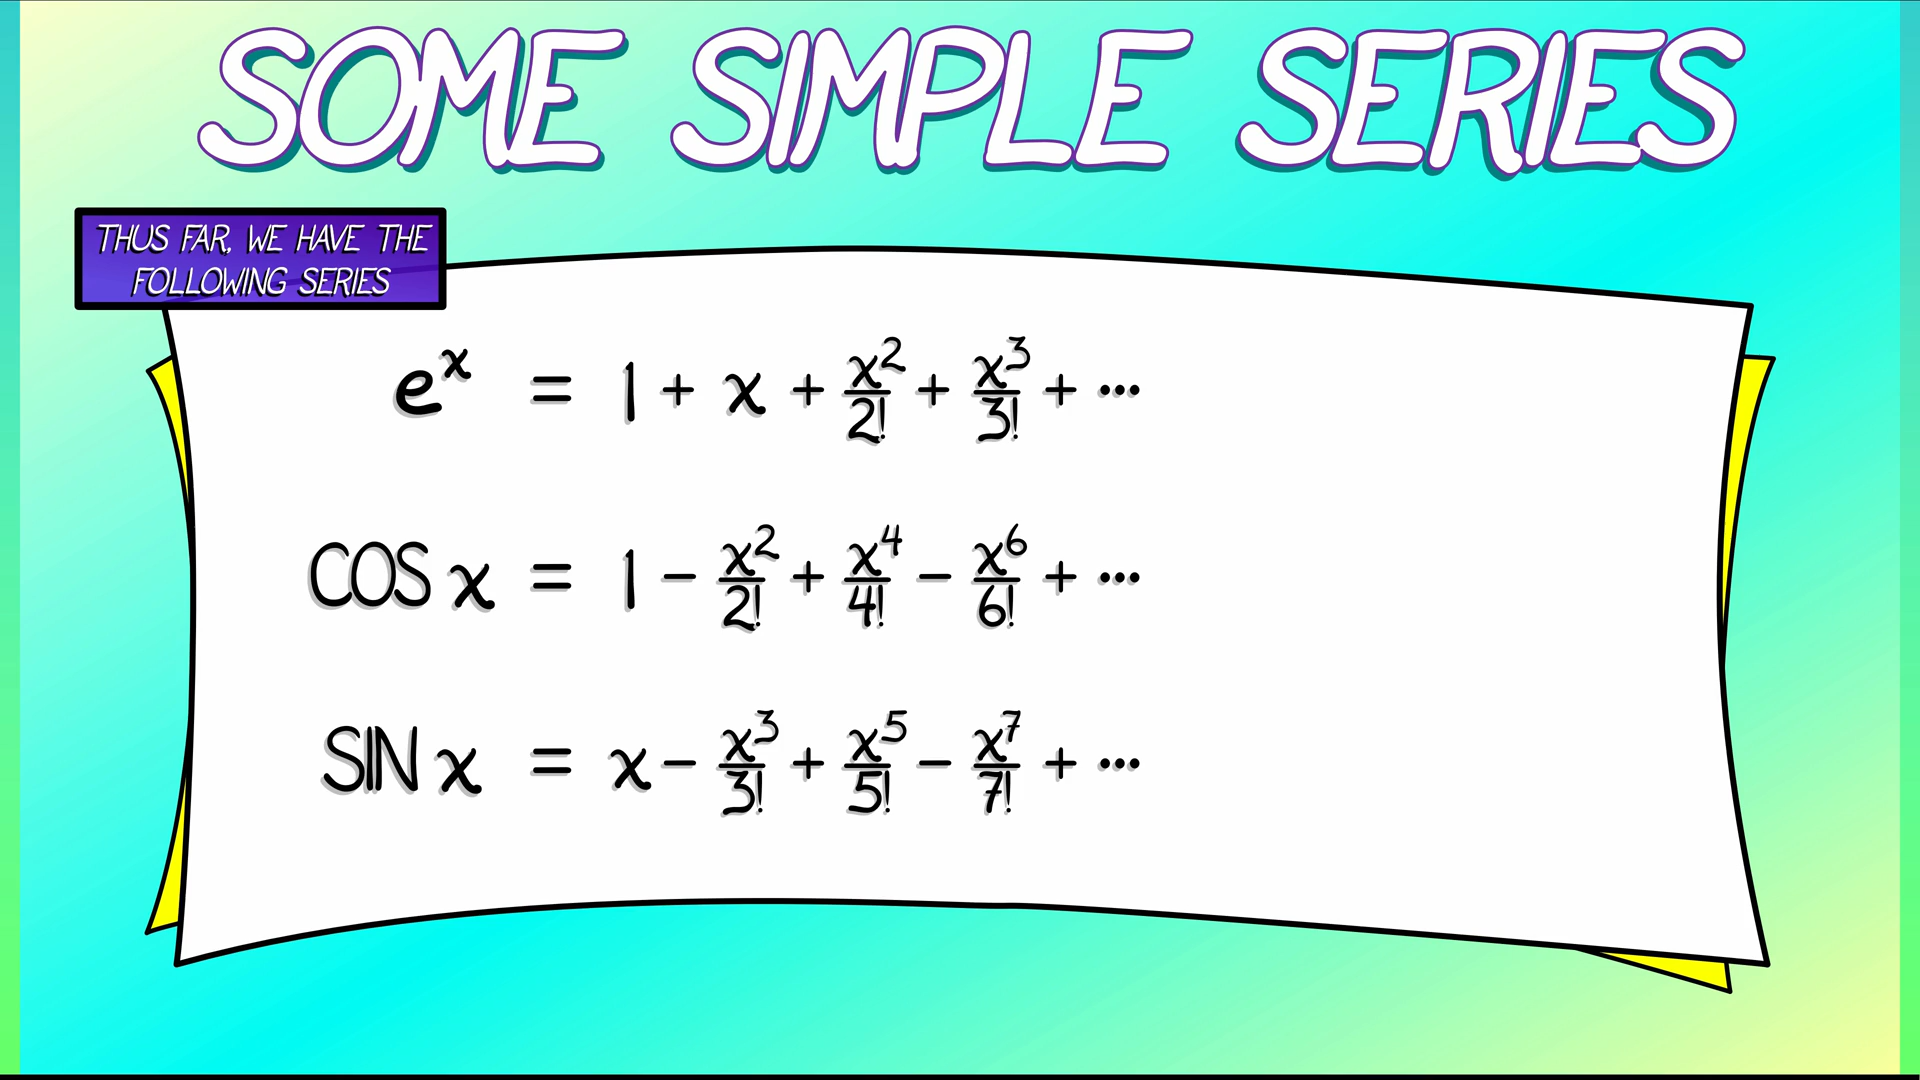 SOME SIMPLE SERIES
THUS FAR, WE HAVE THE
FOLLOWING SERIES
e^x = 1 + x + x^2/2! + x^3/3! + ⋯
COS x = 1 − x^2/2! + x^4/4! − x^6/6! + ⋯
SIN x = x − x^3/3! + x^5/5! − x^7/7! + ⋯